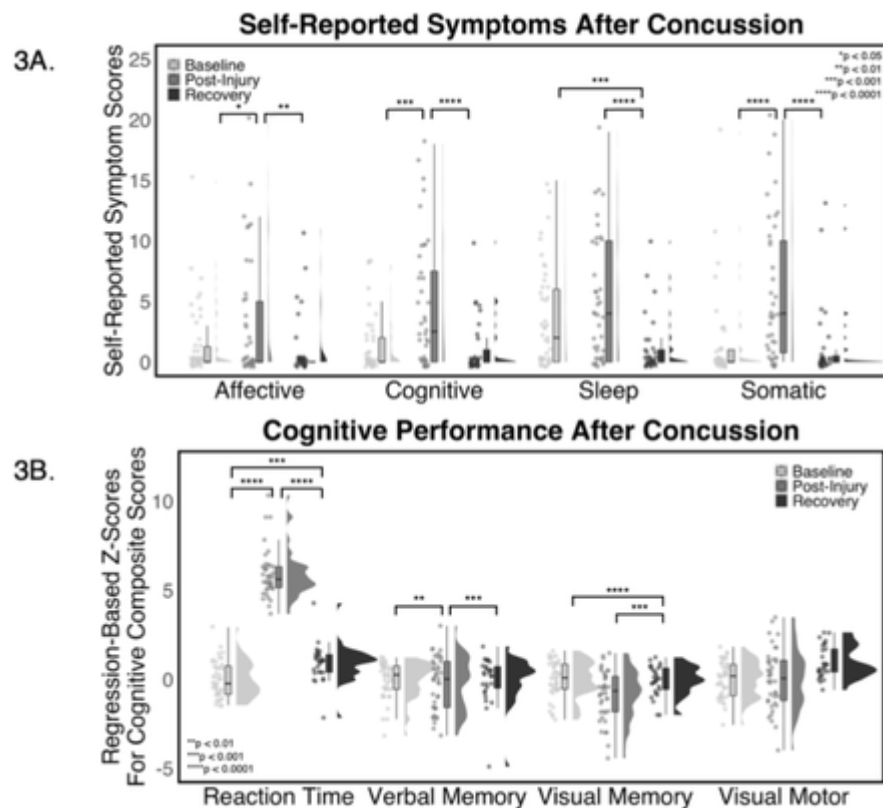 Self-Reported Symptoms After Concussion
3A.
Self-Reported Symptom Scores
25
20
15
10
5
0
Baseline
Post-Injury
Recovery
*p < 0.05
**p < 0.01
***p < 0.001
****p < 0.0001
* ** *** **** *** **** **** ****
Affective Cognitive Sleep Somatic
Cognitive Performance After Concussion
3B.
Regression-Based Z-Scores
For Cognitive Composite Scores
10
5
0
-5
Baseline
Post-Injury
Recovery
*** **** **** ** *** **** ***
**p < 0.01
***p < 0.001
****p < 0.0001
Reaction Time Verbal Memory Visual Memory Visual Motor